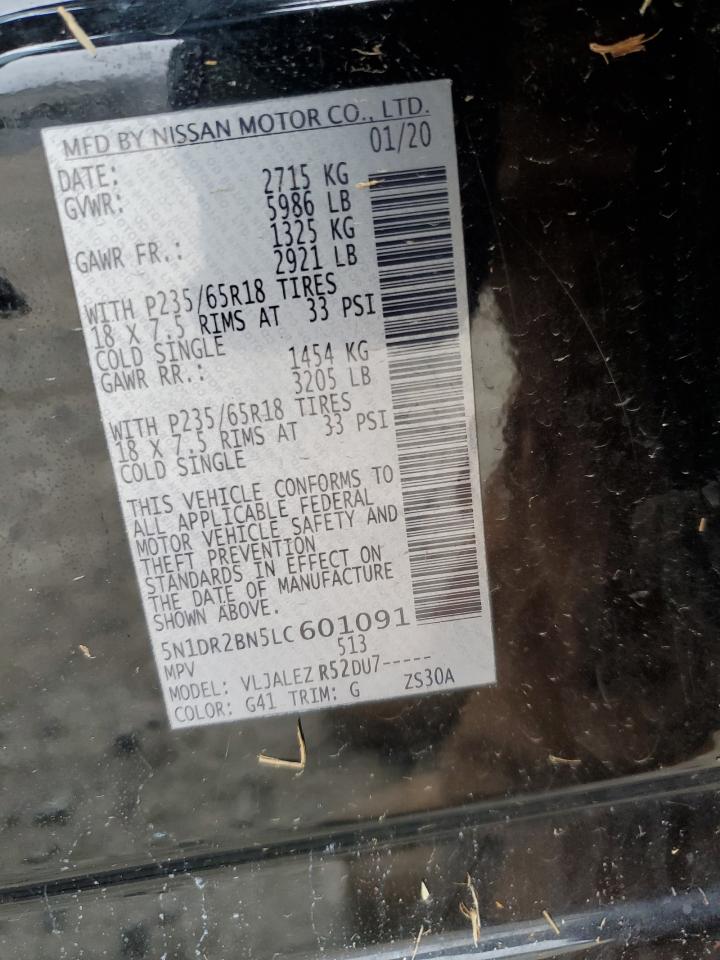 MFD BY NISSAN MOTOR CO., LTD.
DATE: 01/20
GVWR: 2715 KG
5986 LB
GAWR FR.: 1325 KG
2921 LB
WITH P235/65R18 TIRES
18 X 7.5 RIMS AT 33 PSI
COLD SINGLE
GAWR RR.: 1454 KG
3205 LB
WITH P235/65R18 TIRES
18 X 7.5 RIMS AT 33 PSI
COLD SINGLE
THIS VEHICLE CONFORMS TO
ALL APPLICABLE FEDERAL
MOTOR VEHICLE SAFETY AND
THEFT PREVENTION
STANDARDS IN EFFECT ON
THE DATE OF MANUFACTURE
SHOWN ABOVE.
5N1DR2BN5LC601091
MPV 513
MODEL: VLJALEZ R52DU7-----
COLOR: G41 TRIM: G ZS30A